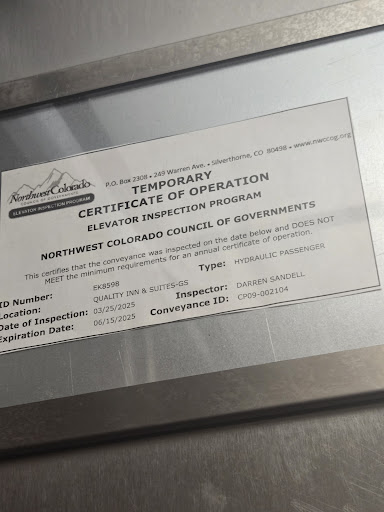 Northwest Colorado
COUNCIL OF GOVERNMENTS
ELEVATOR INSPECTION PROGRAM
P.O. Box 2308 • 249 Warren Ave. • Silverthorne, CO 80498 • www.nwccog.org
TEMPORARY
CERTIFICATE OF OPERATION
ELEVATOR INSPECTION PROGRAM
NORTHWEST COLORADO COUNCIL OF GOVERNMENTS
This certifies that the conveyance was inspected on the date below and DOES NOT
MEET the minimum requirements for an annual certificate of operation.
ID Number: EK8598 Type: HYDRAULIC PASSENGER
Location: QUALITY INN & SUITES-GS
Date of Inspection: 03/25/2025 Inspector: DARREN SANDELL
Expiration Date: 06/15/2025 Conveyance ID: CP09-002104